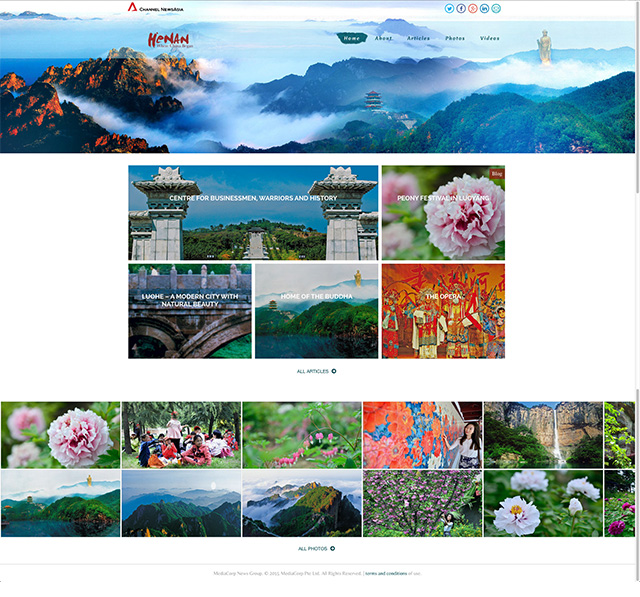 CHANNEL NEWSASIA
HENAN
Where China Began
Home About Articles Photos Videos
CENTRE FOR BUSINESSMEN, WARRIORS AND HISTORY
Blog
PEONY FESTIVAL IN LUOYANG
LUOHE – A MODERN CITY WITH
NATURAL BEAUTY
HOME OF THE BUDDHA
THE OPERA
ALL ARTICLES
ALL PHOTOS
MediaCorp News Group. © 2015 MediaCorp Pte Ltd. All Rights Reserved. | terms and conditions of use.